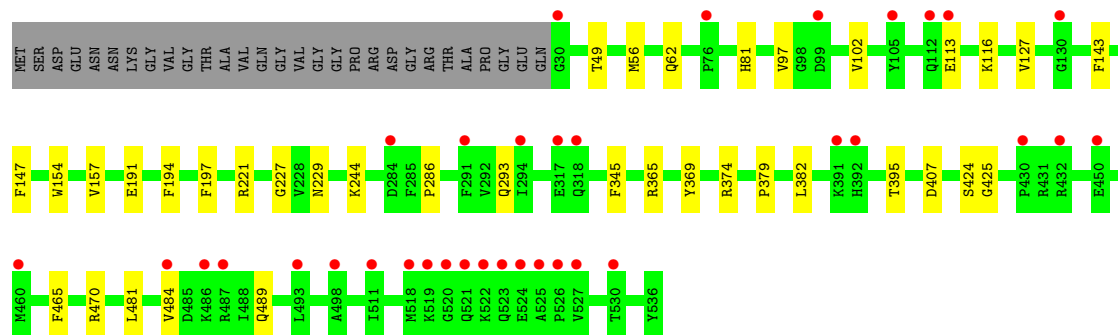 MET SER ASP GLU ASN ASN LYS GLY VAL GLY THR ALA VAL GLN GLY VAL GLY GLY PRO ARG ASP GLY ARG THR ALA PRO GLY GLU GLN G30 T49 M56 Q62 P76 H81 V97 G98 D99 V102 Y105 Q112 E113 K116 V127 G130 F143
F147 W154 V157 E191 F194 F197 R221 G227 V228 N229 K244 D284 F285 P286 F291 V292 Q293 I294 E317 Q318 F345 R365 Y369 R374 P379 L382 K391 H392 T395 D407 S424 G425 P430 R431 R432 E450
M460 F465 R470 L481 V484 D485 K486 R487 I488 Q489 L493 A498 I511 M518 K519 G520 Q521 K522 Q523 E524 A525 P526 V527 T530 Y536